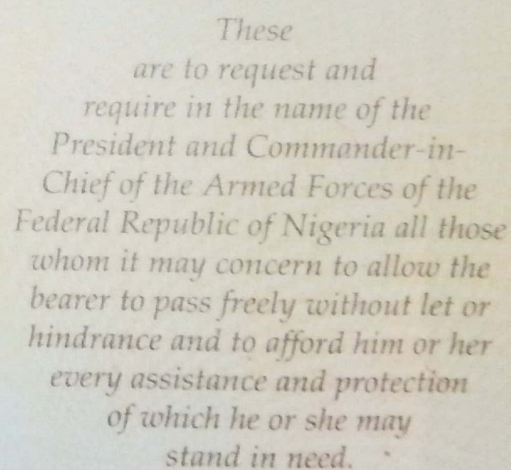 These
are to request and
require in the name of the
President and Commander-in-
Chief of the Armed Forces of the
Federal Republic of Nigeria all those
whom it may concern to allow the
bearer to pass freely without let or
hindrance and to afford him or her
every assistance and protection
of which he or she may
stand in need.